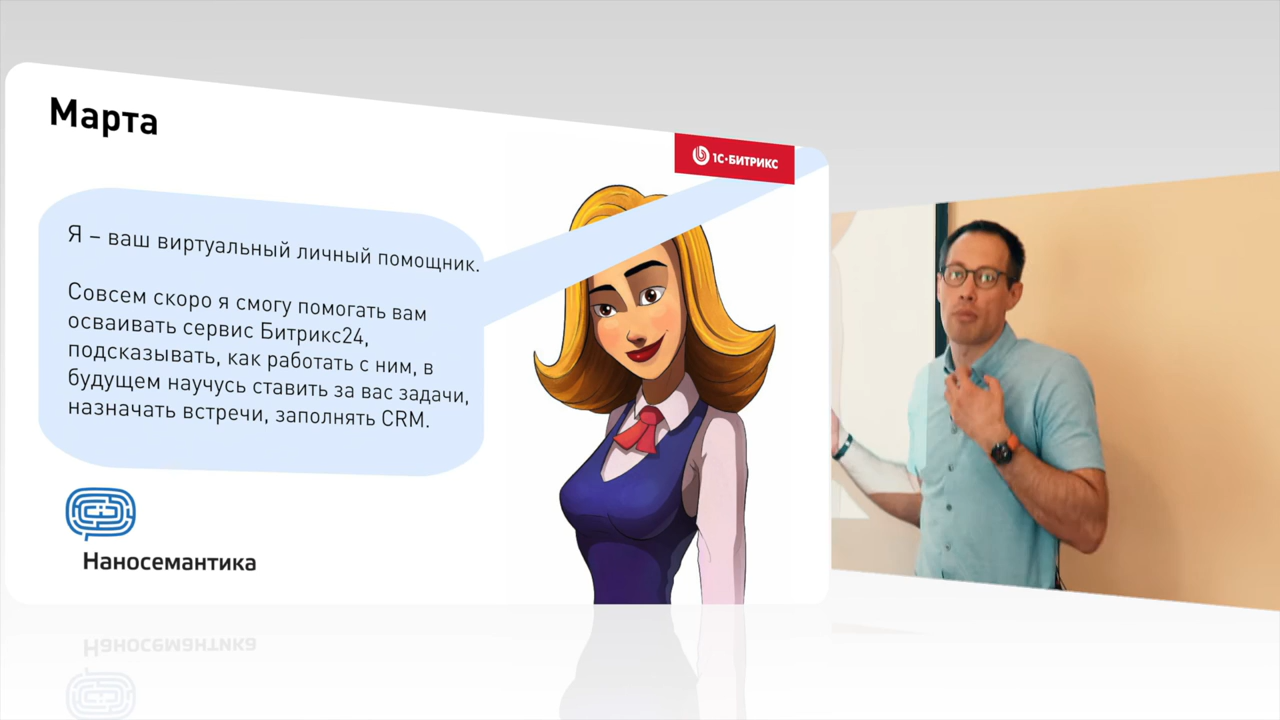 Марта
1С•БИТРИКС
Я – ваш виртуальный личный помощник.
Совсем скоро я смогу помогать вам
осваивать сервис Битрикс24,
подсказывать, как работать с ним, в
будущем научусь ставить за вас задачи,
назначать встречи, заполнять CRM.
Наносемантика